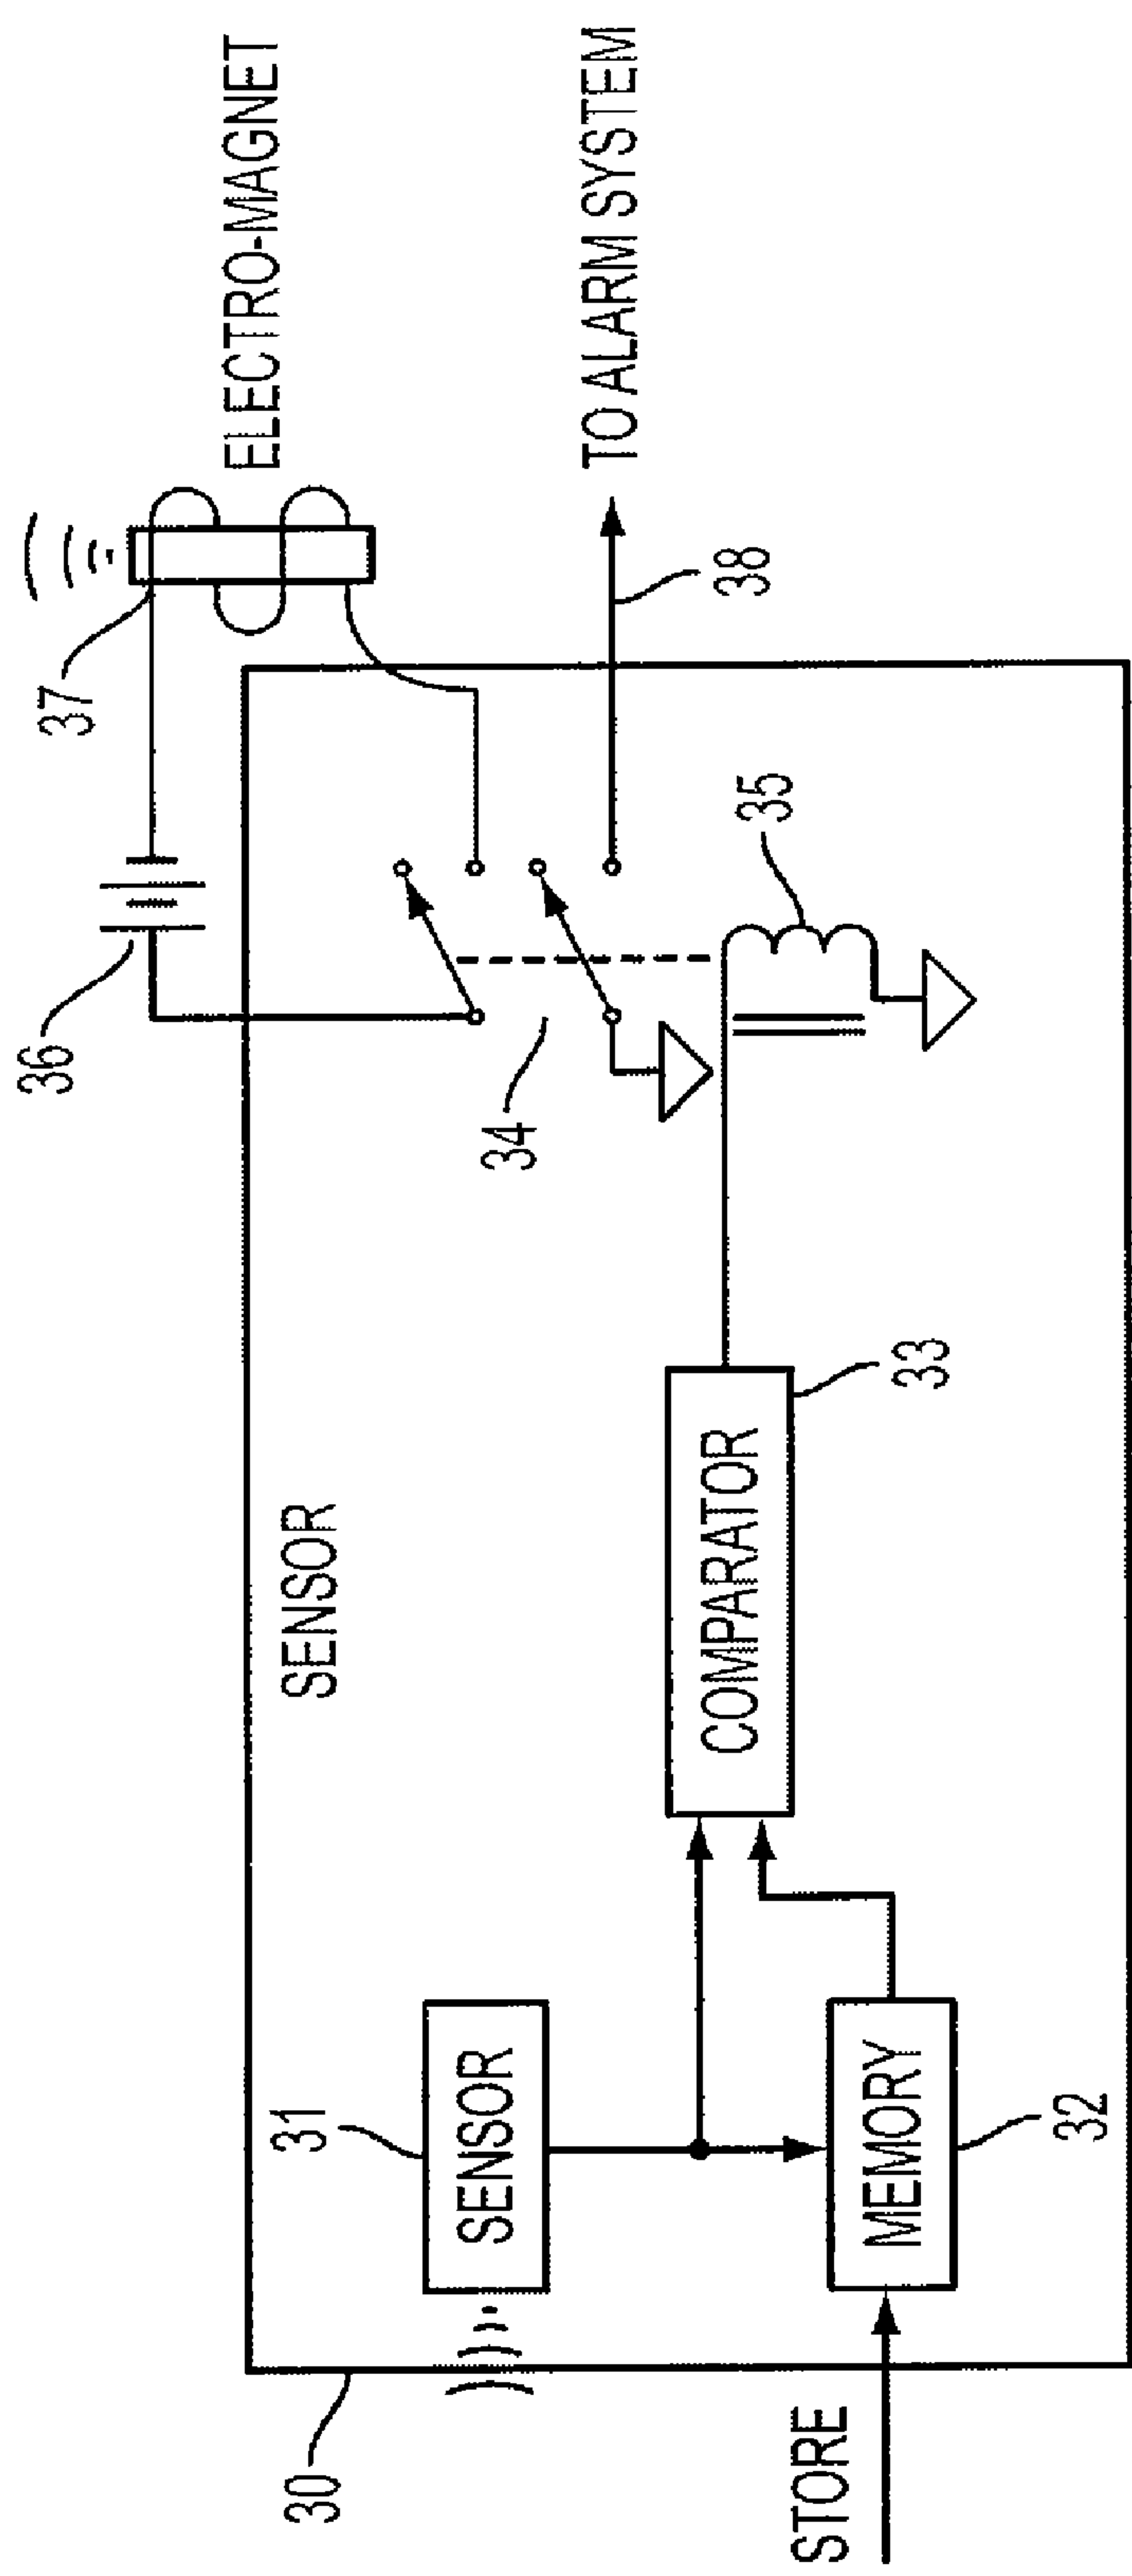 SENSOR
30
31
SENSOR
STORE
MEMORY
32
COMPARATOR
33
34
35
36
37
ELECTRO-MAGNET
TO ALARM SYSTEM
38